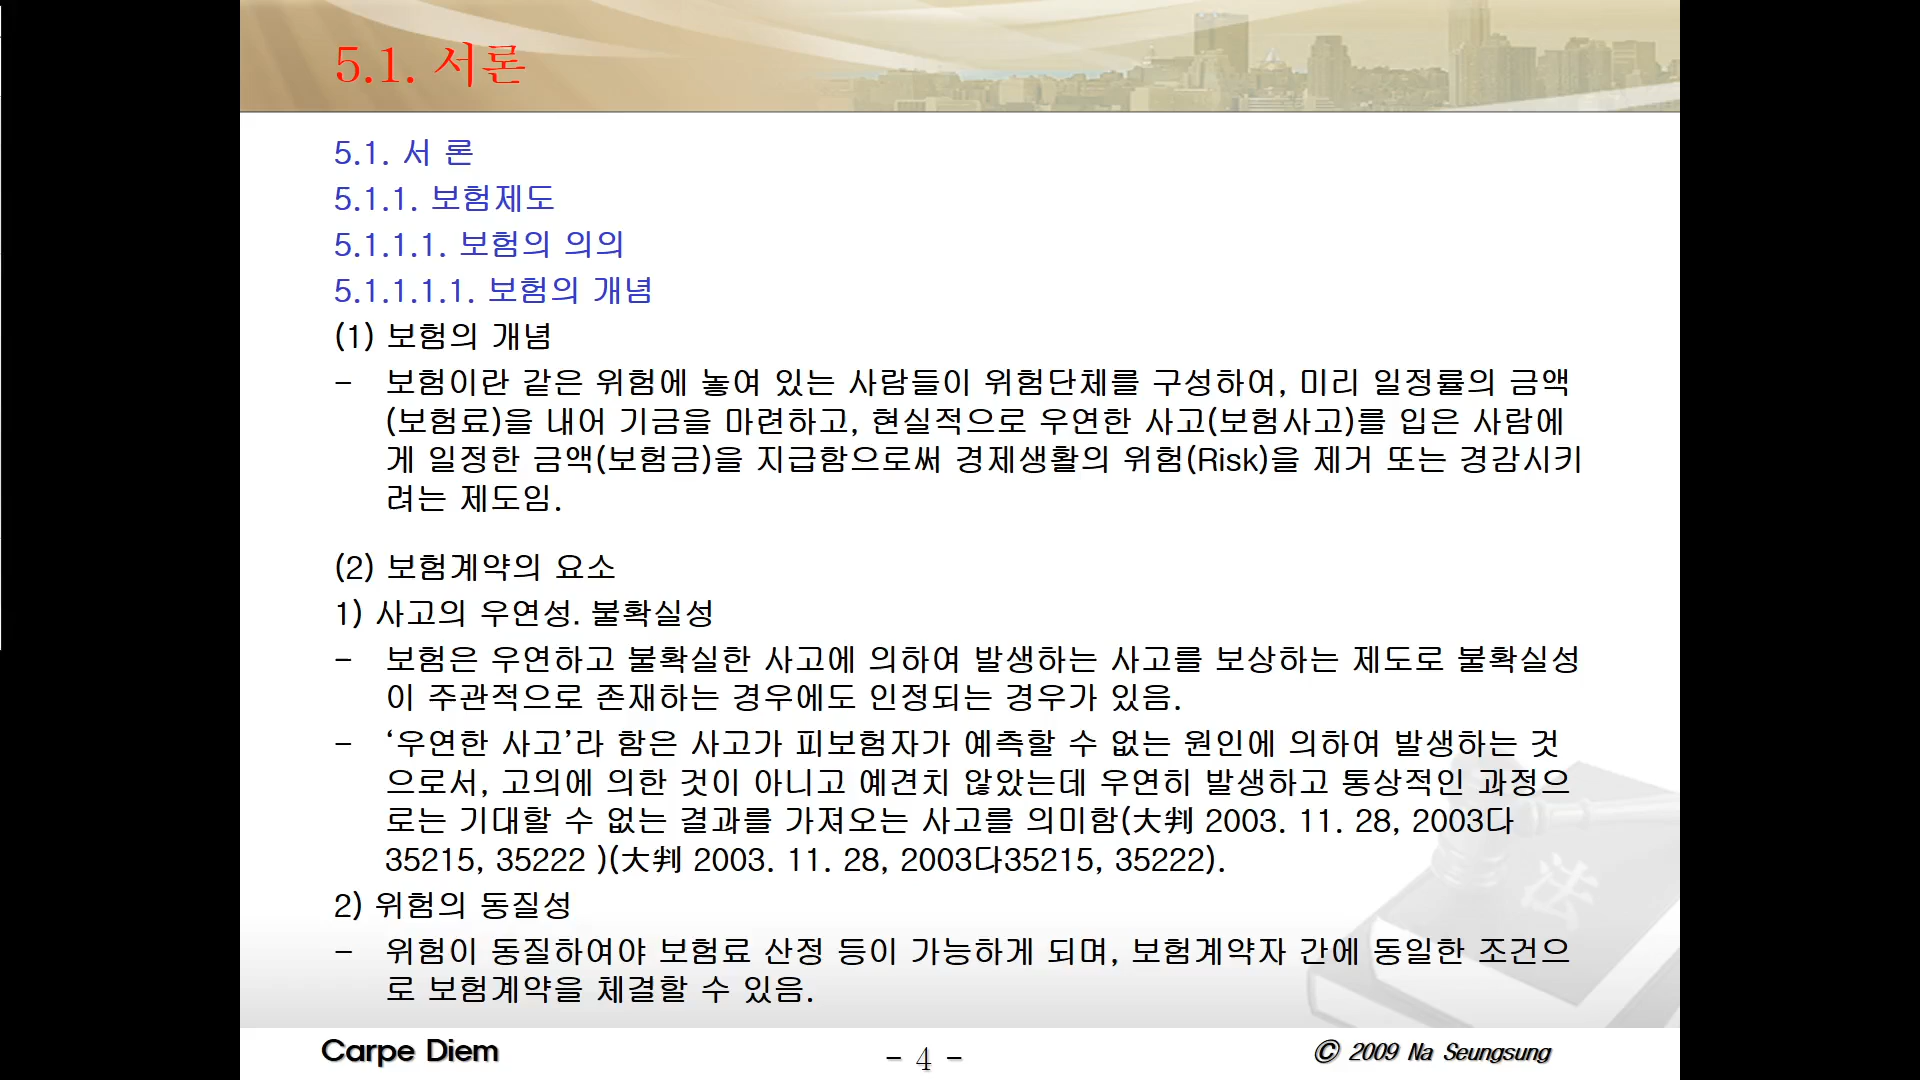 5.1. 서론
5.1. 서 론
5.1.1. 보험제도
5.1.1.1. 보험의 의의
5.1.1.1.1. 보험의 개념
(1) 보험의 개념
- 보험이란 같은 위험에 놓여 있는 사람들이 위험단체를 구성하여, 미리 일정률의 금액
(보험료)을 내어 기금을 마련하고, 현실적으로 우연한 사고(보험사고)를 입은 사람에
게 일정한 금액(보험금)을 지급함으로써 경제생활의 위험(Risk)을 제거 또는 경감시키
려는 제도임.
(2) 보험계약의 요소
1) 사고의 우연성. 불확실성
- 보험은 우연하고 불확실한 사고에 의하여 발생하는 사고를 보상하는 제도로 불확실성
이 주관적으로 존재하는 경우에도 인정되는 경우가 있음.
- ‘우연한 사고’라 함은 사고가 피보험자가 예측할 수 없는 원인에 의하여 발생하는 것
으로서, 고의에 의한 것이 아니고 예견치 않았는데 우연히 발생하고 통상적인 과정으
로는 기대할 수 없는 결과를 가져오는 사고를 의미함(大判 2003. 11. 28, 2003다
35215, 35222 )(大判 2003. 11. 28, 2003다35215, 35222).
2) 위험의 동질성
- 위험이 동질하여야 보험료 산정 등이 가능하게 되며, 보험계약자 간에 동일한 조건으
로 보험계약을 체결할 수 있음.
法
Carpe Diem
- 4 -
© 2009 Na Seungsung